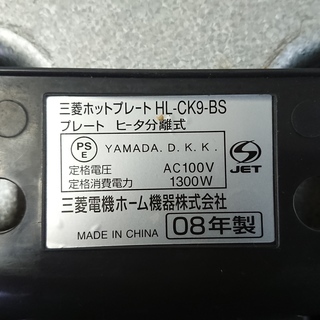 三菱ホットプレート HL-CK9-BS
プレート ヒータ分離式
PS
E
YAMADA. D. K. K.
JET
定格電圧 AC100V
定格消費電力 1300W
三菱電機ホーム機器株式会社
MADE IN CHINA 08年製